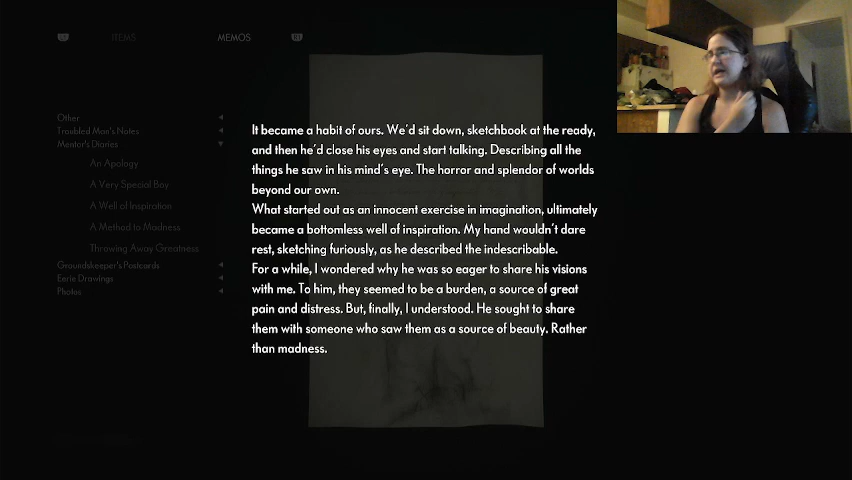 ITEMS
MEMOS
Other
Troubled Man's Notes
Mentor's Diaries
An Apology
A Very Special Boy
A Well of Inspiration
A Method to Madness
Throwing Away Greatness
Groundskeeper's Postcards
Eerie Drawings
Photos
It became a habit of ours. We'd sit down, sketchbook at the ready,
and then he'd close his eyes and start talking. Describing all the
things he saw in his mind's eye. The horror and splendor of worlds
beyond our own.
What started out as an innocent exercise in imagination, ultimately
became a bottomless well of inspiration. My hand wouldn't dare
rest, sketching furiously, as he described the indescribable.
For a while, I wondered why he was so eager to share his visions
with me. To him, they seemed to be a burden, a source of great
pain and distress. But, finally, I understood. He sought to share
them with someone who saw them as a source of beauty. Rather
than madness.